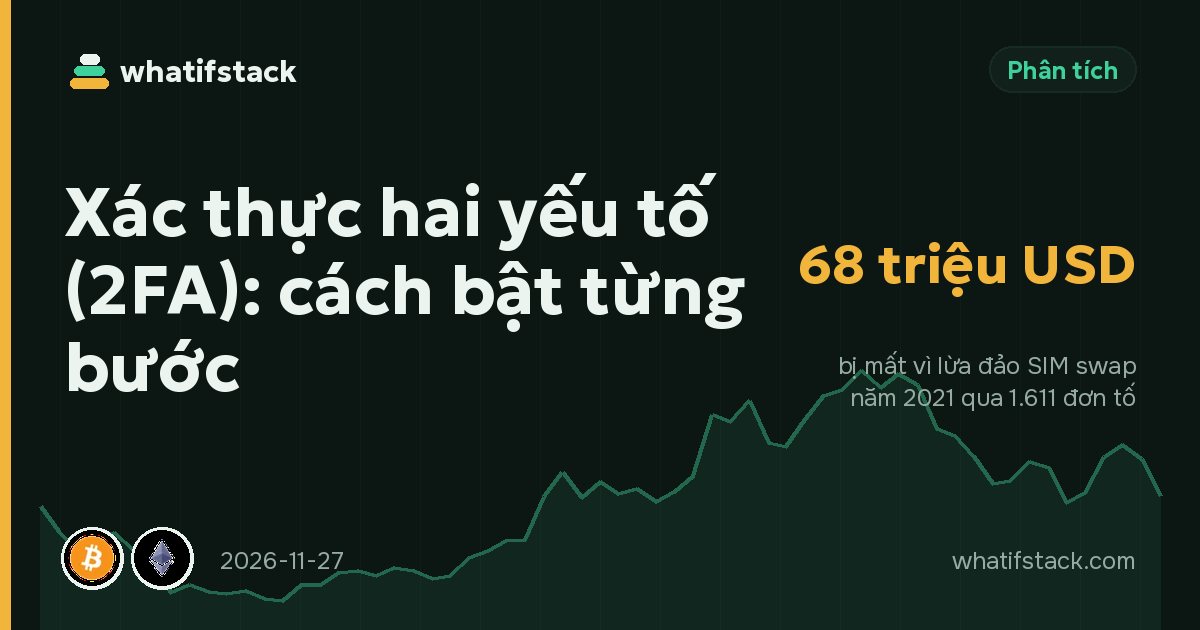 whatifstack
Phân tích
Xác thực hai yếu tố
(2FA): cách bật từng
bước
68 triệu USD
bị mất vì lừa đảo SIM swap
năm 2021 qua 1.611 đơn tố
2026-11-27
whatifstack.com